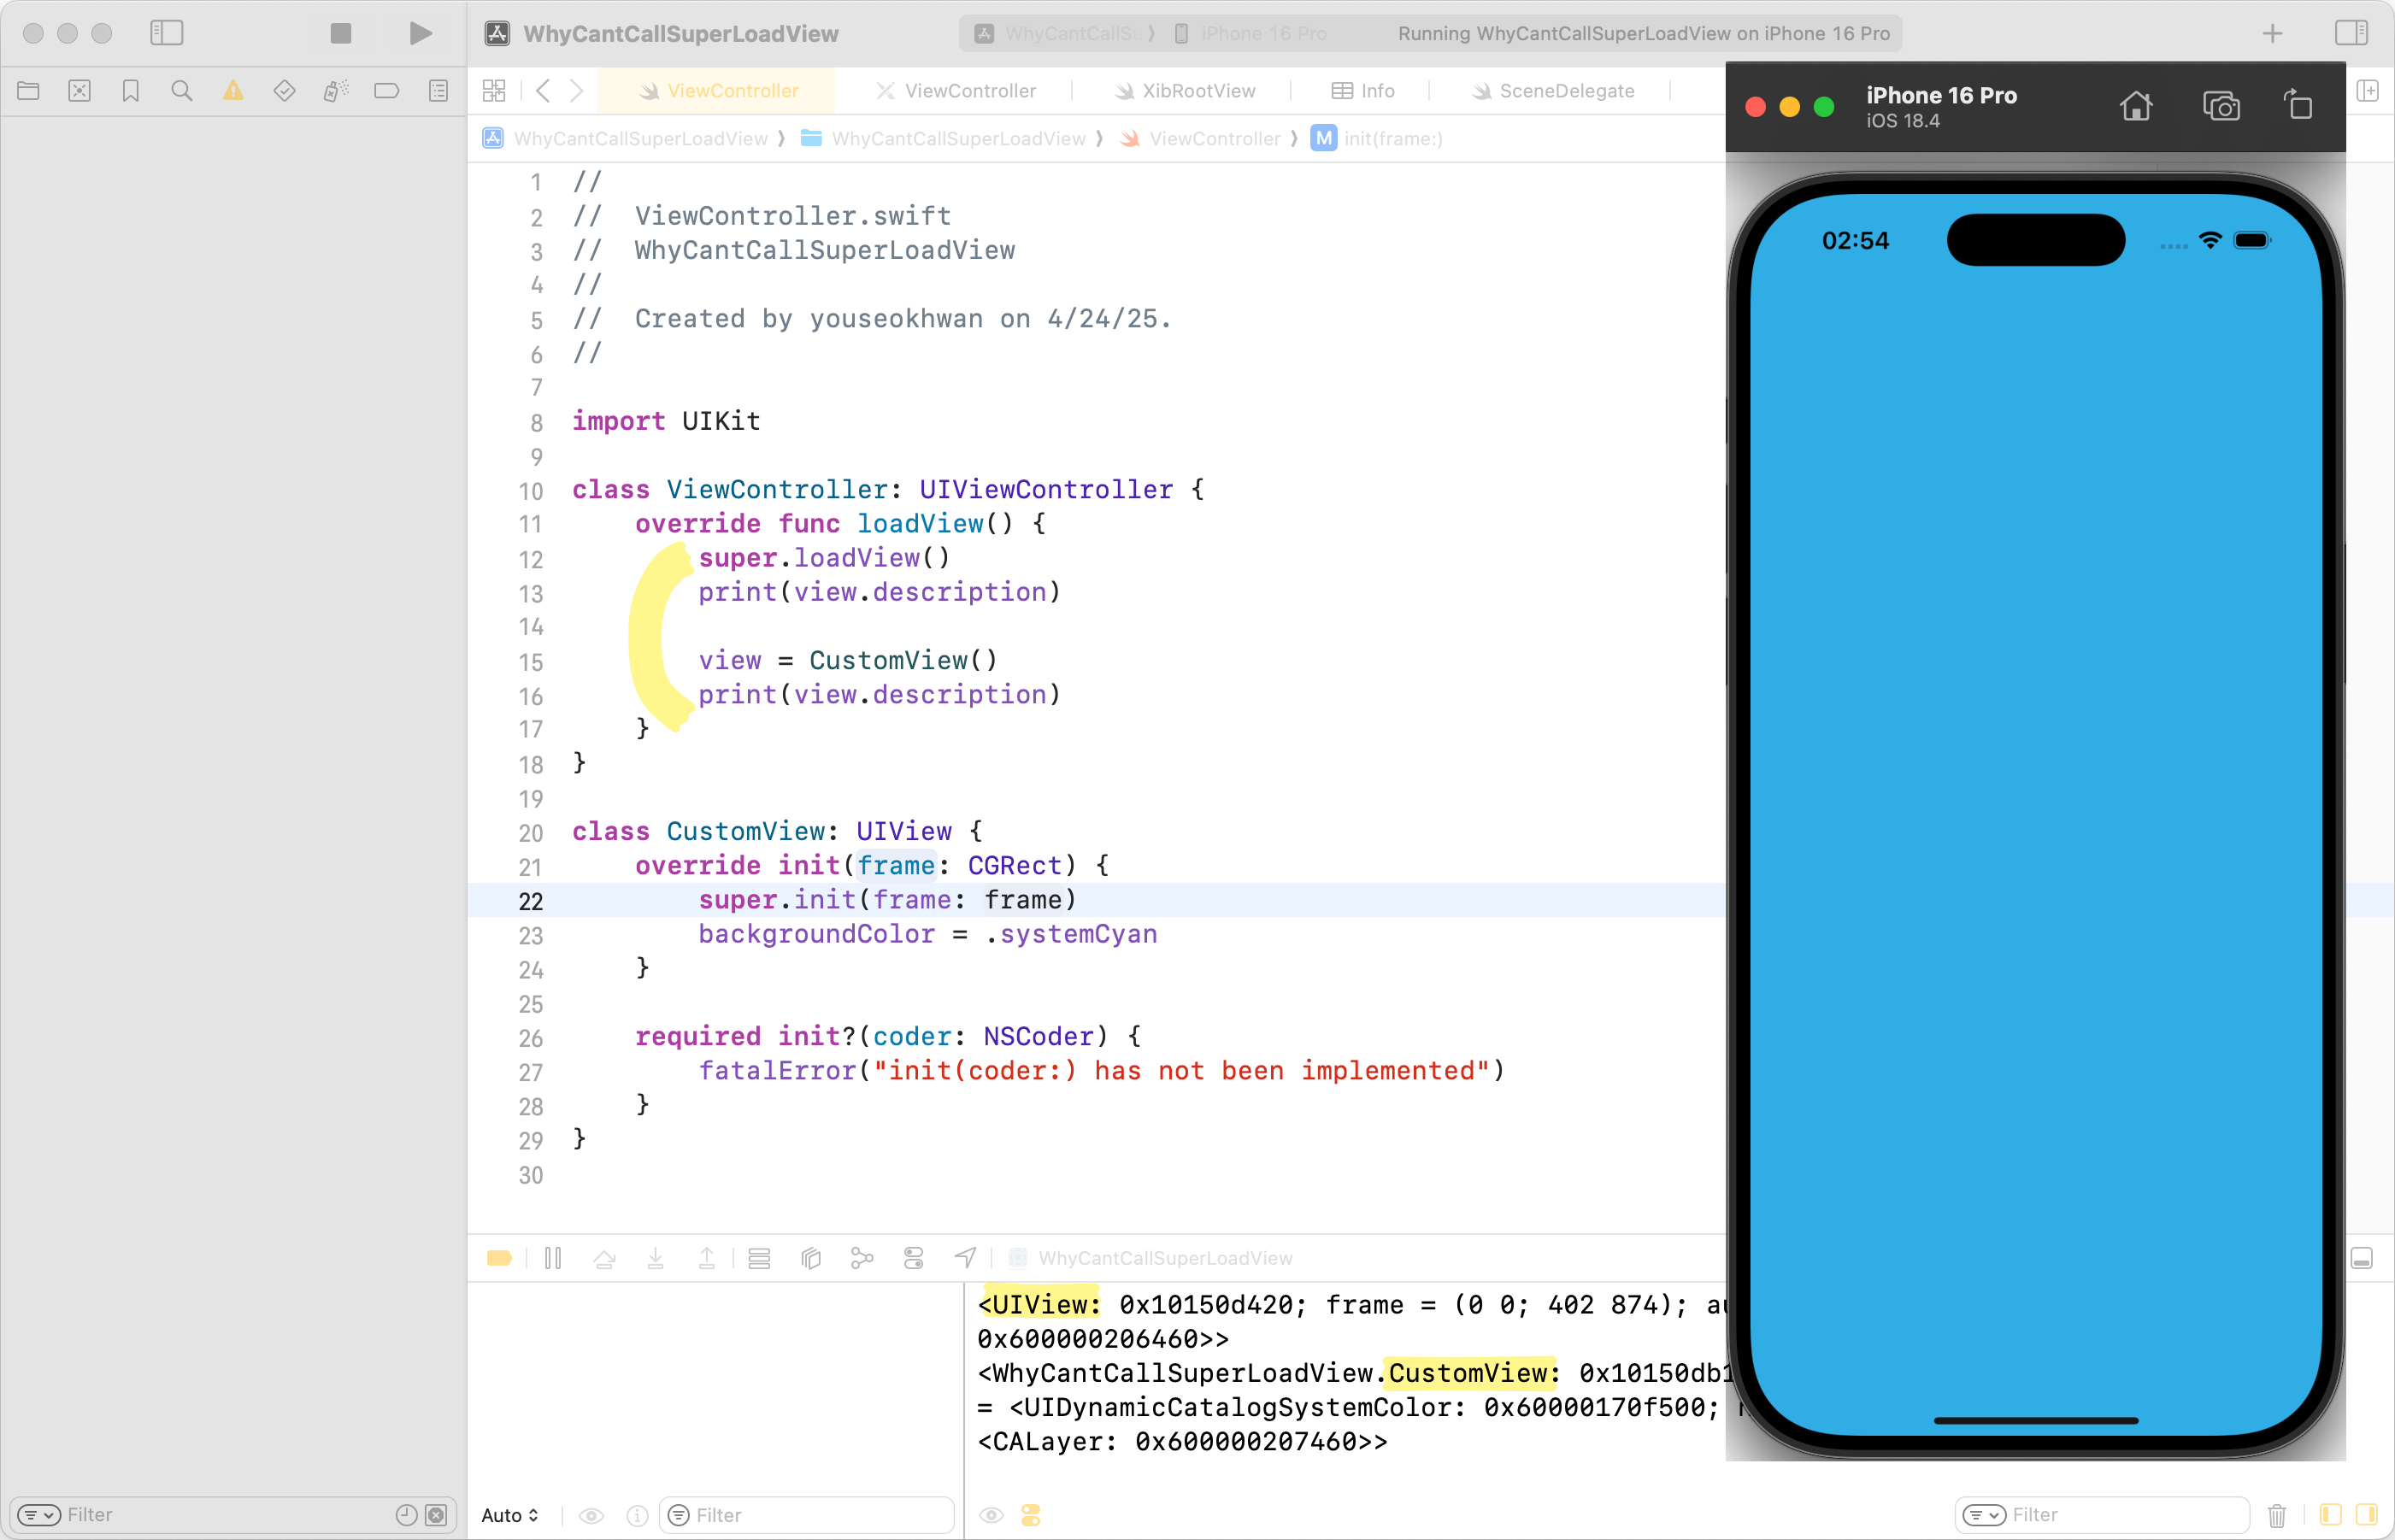 WhyCantCallSuperLoadView
WhyCantCallSu
iPhone 16 Pro
Running WhyCantCallSuperLoadView on iPhone 16 Pro
ViewController
ViewController
XibRootView
Info
SceneDelegate
WhyCantCallSuperLoadView ⟩ WhyCantCallSuperLoadView ⟩ ViewController ⟩ M init(frame:)
1 //
2 //  ViewController.swift
3 //  WhyCantCallSuperLoadView
4 //
5 //  Created by youseokhwan on 4/24/25.
6 //
7
8 import UIKit
9
10 class ViewController: UIViewController {
11     override func loadView() {
12         super.loadView()
13         print(view.description)
14
15         view = CustomView()
16         print(view.description)
17     }
18 }
19
20 class CustomView: UIView {
21     override init(frame: CGRect) {
22         super.init(frame: frame)
23         backgroundColor = .systemCyan
24     }
25
26     required init?(coder: NSCoder) {
27         fatalError("init(coder:) has not been implemented")
28     }
29 }
30
WhyCantCallSuperLoadView
<UIView: 0x10150d420; frame = (0 0; 402 874);
0x600000206460>>
<WhyCantCallSuperLoadView.CustomView: 0x10150db1
= <UIDynamicCatalogSystemColor: 0x60000170f500;
<CALayer: 0x600000207460>>
Filter
Auto
Filter
Filter
iPhone 16 Pro
iOS 18.4
02:54